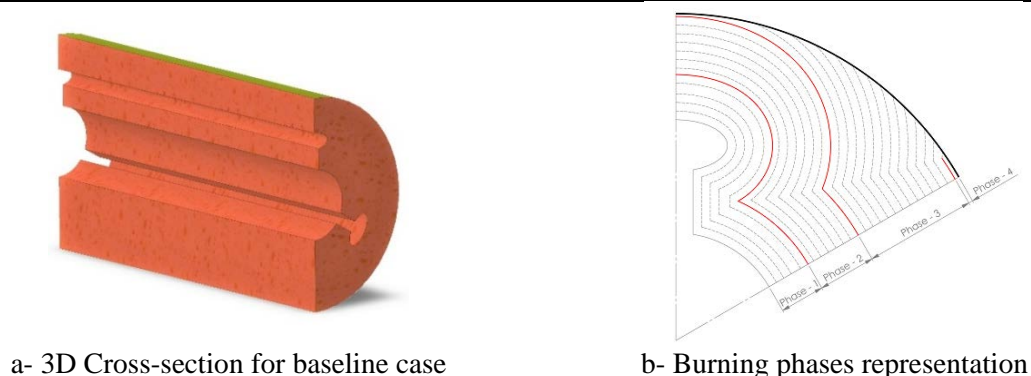 Phase - 1
Phase - 2
Phase - 3
Phase - 4
a- 3D Cross-section for baseline case
b- Burning phases representation